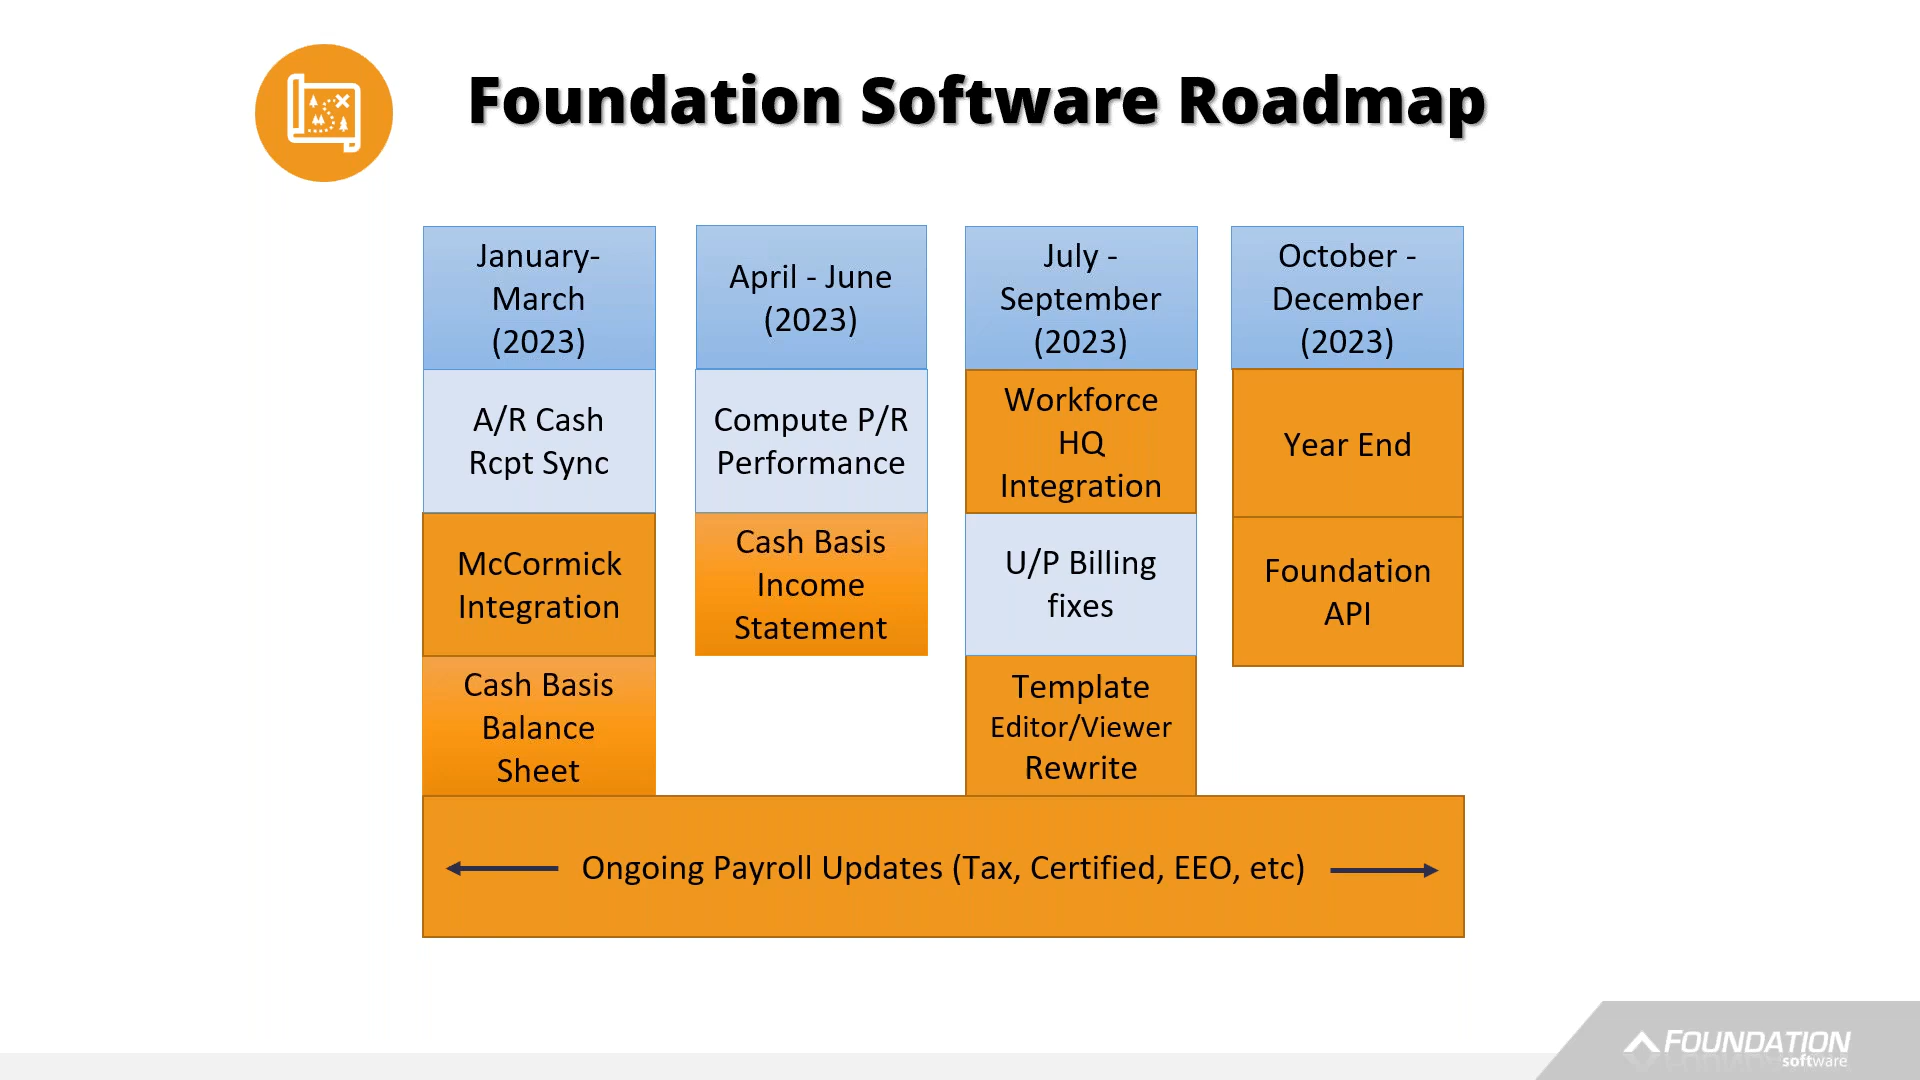 Foundation Software Roadmap
January-
March
(2023)
A/R Cash
Rcpt Sync
McCormick
Integration
Cash Basis
Balance
Sheet
April - June
(2023)
Compute P/R
Performance
Cash Basis
Income
Statement
July -
September
(2023)
Workforce
HQ
Integration
U/P Billing
fixes
Template
Editor/Viewer
Rewrite
October -
December
(2023)
Year End
Foundation
API
Ongoing Payroll Updates (Tax, Certified, EEO, etc)
FOUNDATION
software